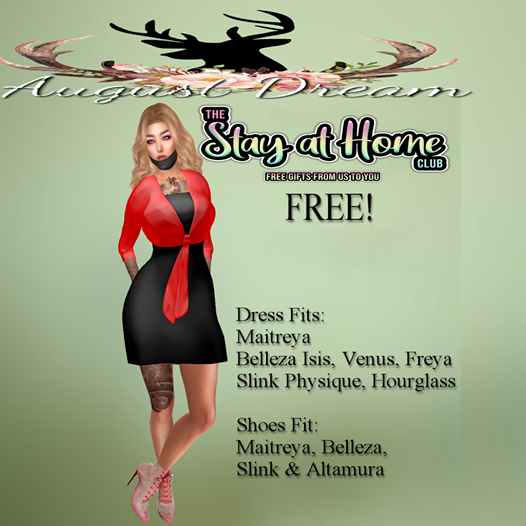 August Dream
THE
Stay at Home
CLUB
FREE GIFTS FROM US TO YOU
FREE!
Dress Fits:
Maitreya
Belleza Isis, Venus, Freya
Slink Physique, Hourglass
Shoes Fit:
Maitreya, Belleza,
Slink & Altamura